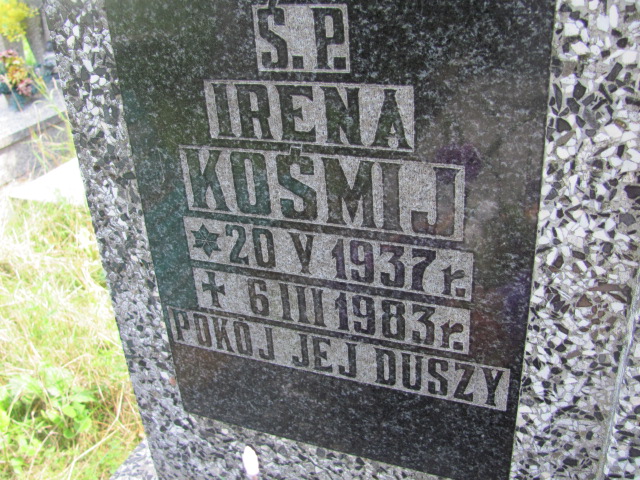 Ś.P.
IRENA
KOŚMIJ
* 20 V 1937 r.
+ 6 III 1983 r.
POKÓJ JEJ DUSZY